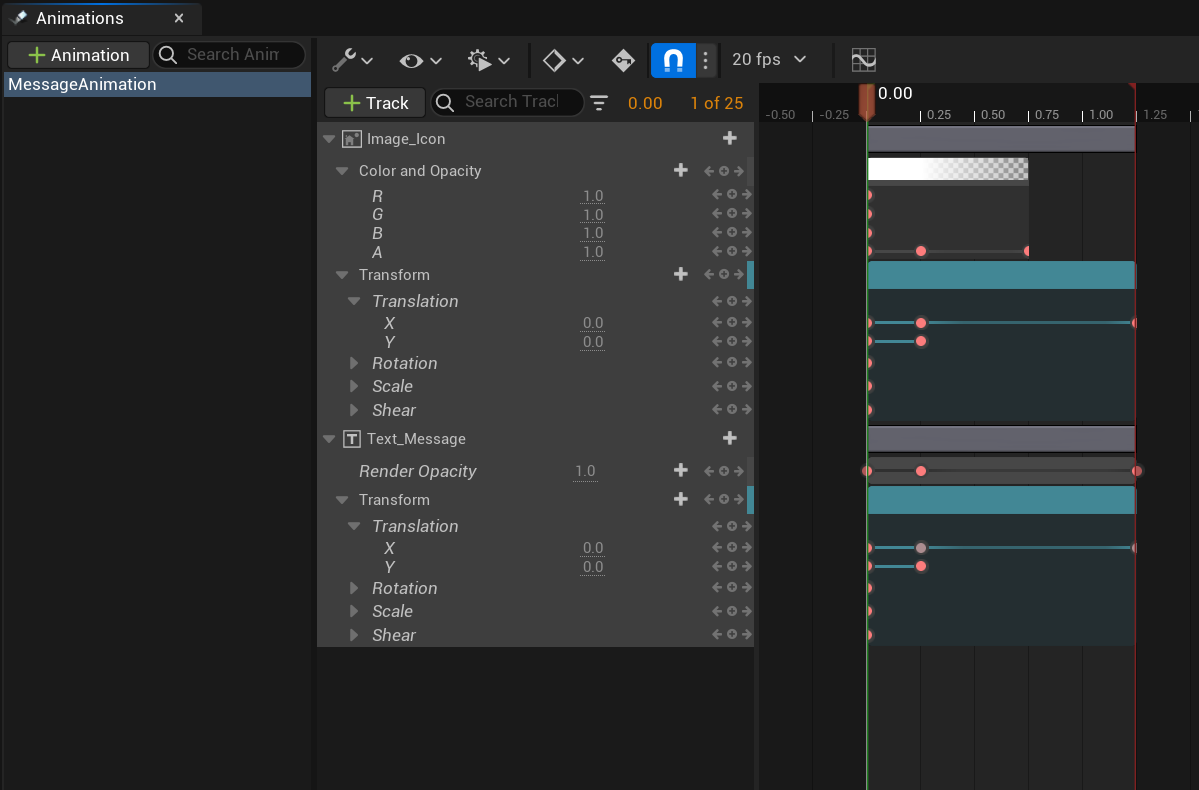 Animations
Animation
Search Anim
MessageAnimation
20 fps
Track
Search Track
0.00
1 of 25
0.00
-0.50
-0.25
0.25
0.50
0.75
1.00
1.25
Image_Icon
Color and Opacity
R 1.0
G 1.0
B 1.0
A 1.0
Transform
Translation
X 0.0
Y 0.0
Rotation
Scale
Shear
T Text_Message
Render Opacity 1.0
Transform
Translation
X 0.0
Y 0.0
Rotation
Scale
Shear